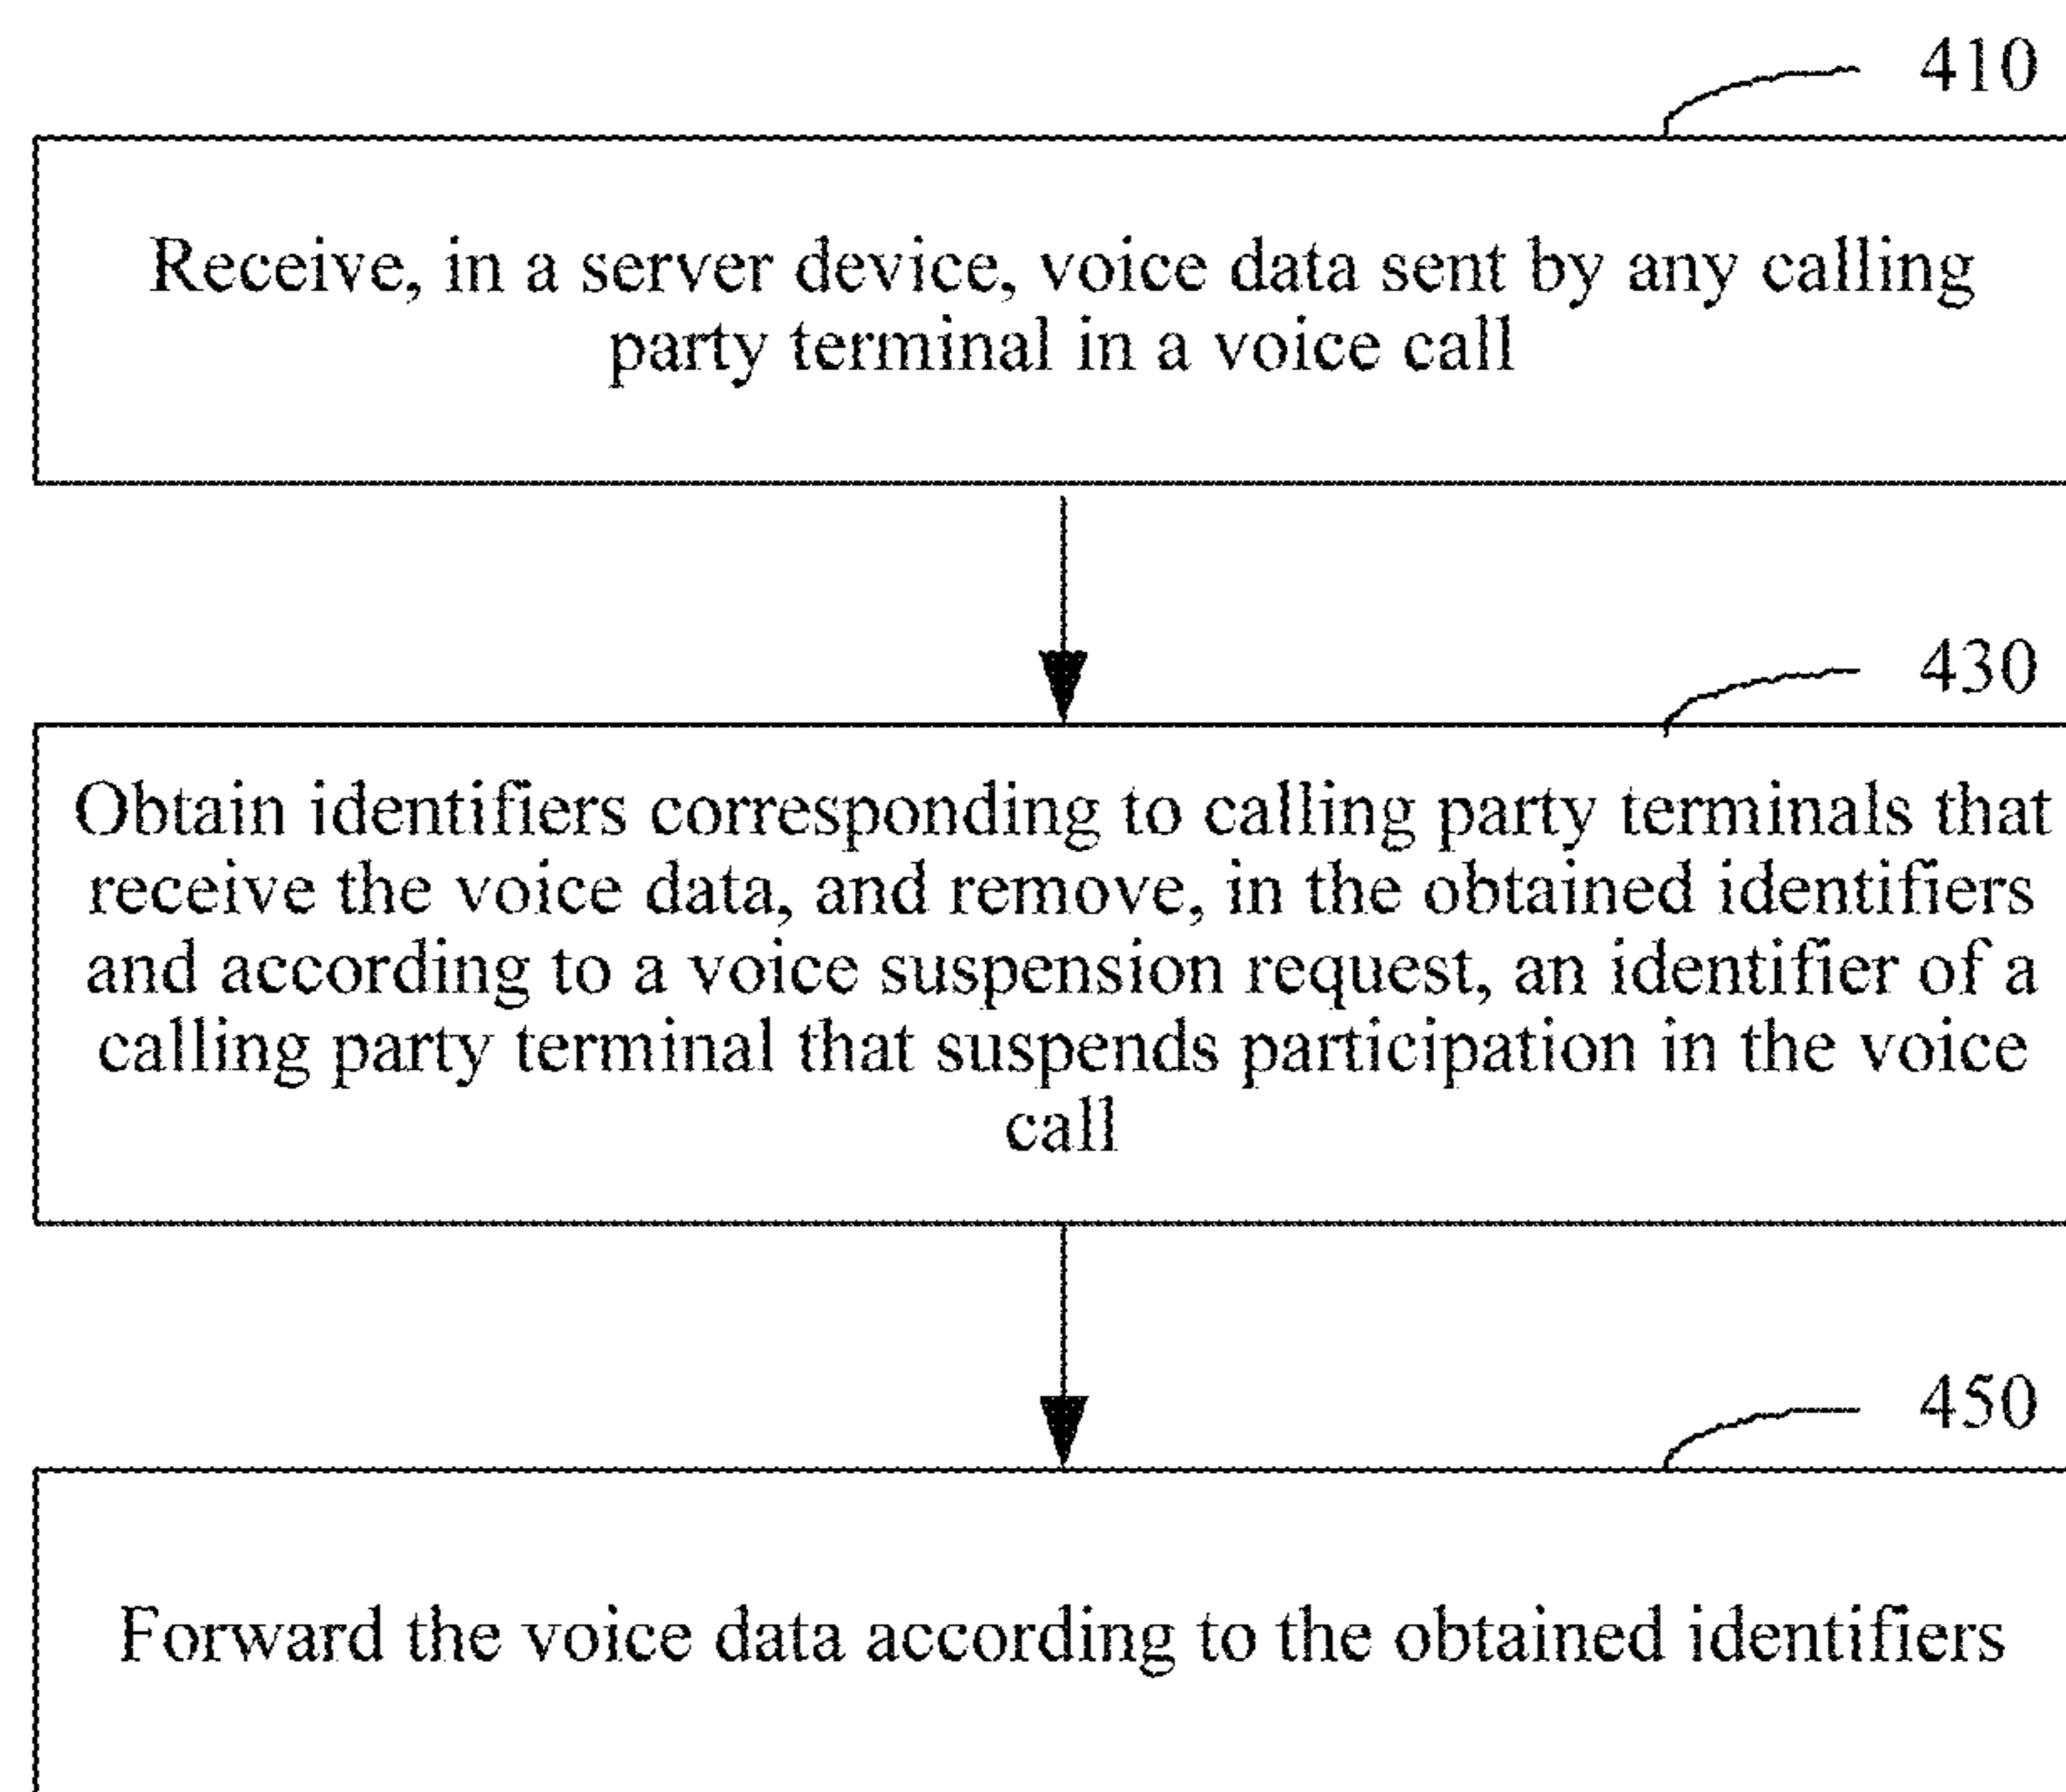 410
Receive, in a server device, voice data sent by any calling
party terminal in a voice call
430
Obtain identifiers corresponding to calling party terminals that
receive the voice data, and remove, in the obtained identifiers
and according to a voice suspension request, an identifier of a
calling party terminal that suspends participation in the voice
call
450
Forward the voice data according to the obtained identifiers